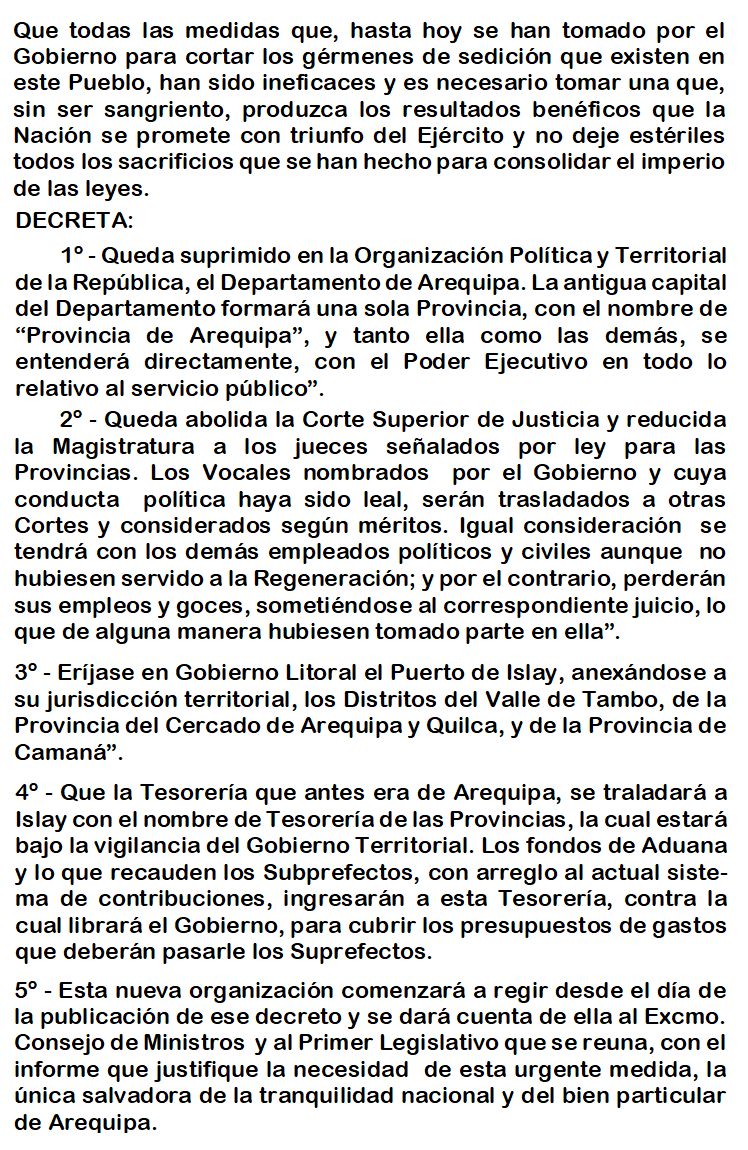 Que todas las medidas que, hasta hoy se han tomado por el
Gobierno para cortar los gérmenes de sedición que existen en
este Pueblo, han sido ineficaces y es necesario tomar una que,
sin ser sangriento, produzca los resultados benéficos que la
Nación se promete con triunfo del Ejército y no deje estériles
todos los sacrificios que se han hecho para consolidar el imperio
de las leyes.
DECRETA:
1º - Queda suprimido en la Organización Política y Territorial
de la República, el Departamento de Arequipa. La antigua capital
del Departamento formará una sola Provincia, con el nombre de
“Provincia de Arequipa”, y tanto ella como las demás, se
entenderá directamente, con el Poder Ejecutivo en todo lo
relativo al servicio público”.
2º - Queda abolida la Corte Superior de Justicia y reducida
la Magistratura a los jueces señalados por ley para las
Provincias. Los Vocales nombrados por el Gobierno y cuya
conducta política haya sido leal, serán trasladados a otras
Cortes y considerados según méritos. Igual consideración se
tendrá con los demás empleados políticos y civiles aunque no
hubiesen servido a la Regeneración; y por el contrario, perderán
sus empleos y goces, sometiéndose al correspondiente juicio, lo
que de alguna manera hubiesen tomado parte en ella”.
3º - Eríjase en Gobierno Litoral el Puerto de Islay, anexándose a
su jurisdicción territorial, los Distritos del Valle de Tambo, de la
Provincia del Cercado de Arequipa y Quilca, y de la Provincia de
Camaná”.
4º - Que la Tesorería que antes era de Arequipa, se traladará a
Islay con el nombre de Tesorería de las Provincias, la cual estará
bajo la vigilancia del Gobierno Territorial. Los fondos de Aduana
y lo que recauden los Subprefectos, con arreglo al actual siste-
ma de contribuciones, ingresarán a esta Tesorería, contra la
cual librará el Gobierno, para cubrir los presupuestos de gastos
que deberán pasarle los Suprefectos.
5º - Esta nueva organización comenzará a regir desde el día de
la publicación de ese decreto y se dará cuenta de ella al Excmo.
Consejo de Ministros y al Primer Legislativo que se reuna, con el
informe que justifique la necesidad de esta urgente medida, la
única salvadora de la tranquilidad nacional y del bien particular
de Arequipa.